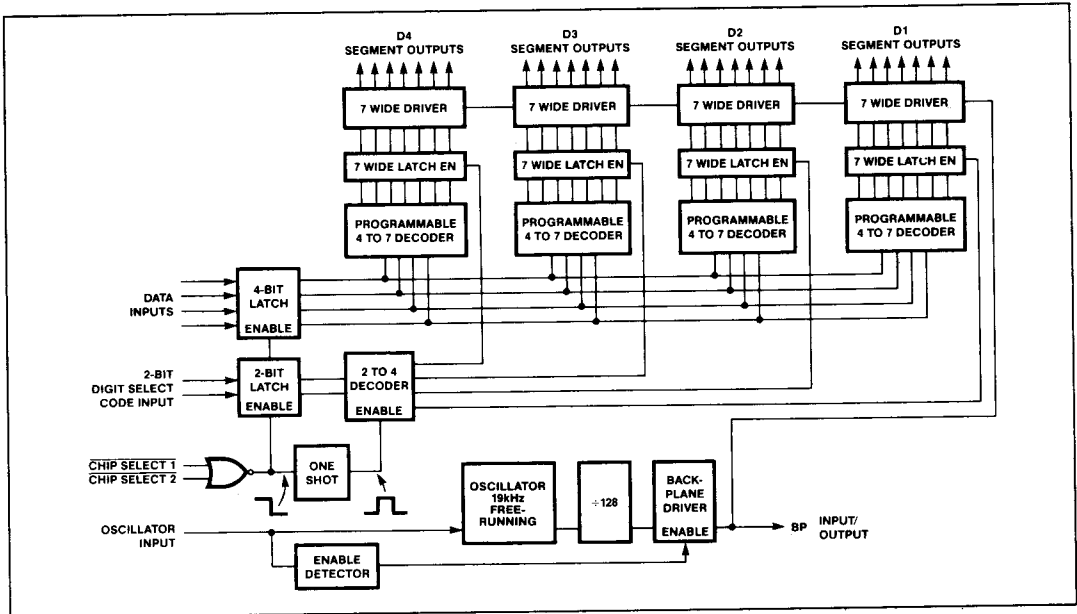 D4
SEGMENT OUTPUTS
D3
SEGMENT OUTPUTS
D2
SEGMENT OUTPUTS
D1
SEGMENT OUTPUTS
7 WIDE DRIVER
7 WIDE DRIVER
7 WIDE DRIVER
7 WIDE DRIVER
7 WIDE LATCH EN
7 WIDE LATCH EN
7 WIDE LATCH EN
7 WIDE LATCH EN
PROGRAMMABLE
4 TO 7 DECODER
PROGRAMMABLE
4 TO 7 DECODER
PROGRAMMABLE
4 TO 7 DECODER
PROGRAMMABLE
4 TO 7 DECODER
DATA
INPUTS
4-BIT
LATCH
ENABLE
2-BIT
DIGIT SELECT
CODE INPUT
2-BIT
LATCH
ENABLE
2 TO 4
DECODER
ENABLE
CHIP SELECT 1
CHIP SELECT 2
ONE
SHOT
OSCILLATOR
INPUT
ENABLE
DETECTOR
OSCILLATOR
19kHz
FREE-
RUNNING
÷128
BACK-
PLANE
DRIVER
ENABLE
BP
INPUT/
OUTPUT